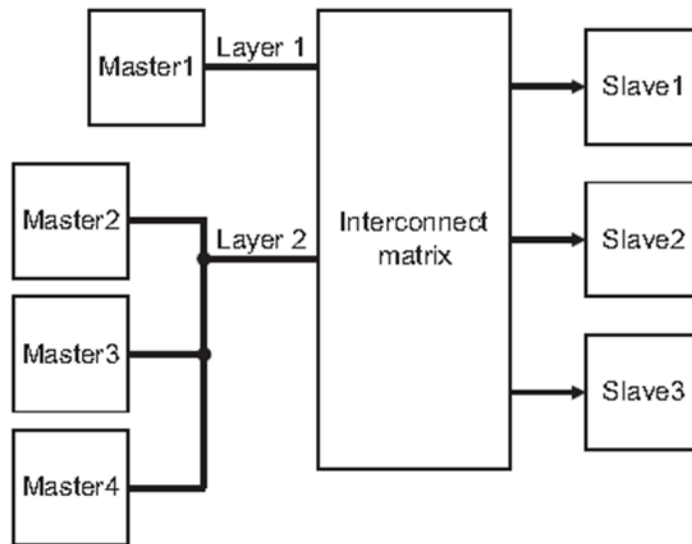 Master1
Layer 1
Slave1
Master2
Layer 2
Interconnect
matrix
Slave2
Master3
Slave3
Master4